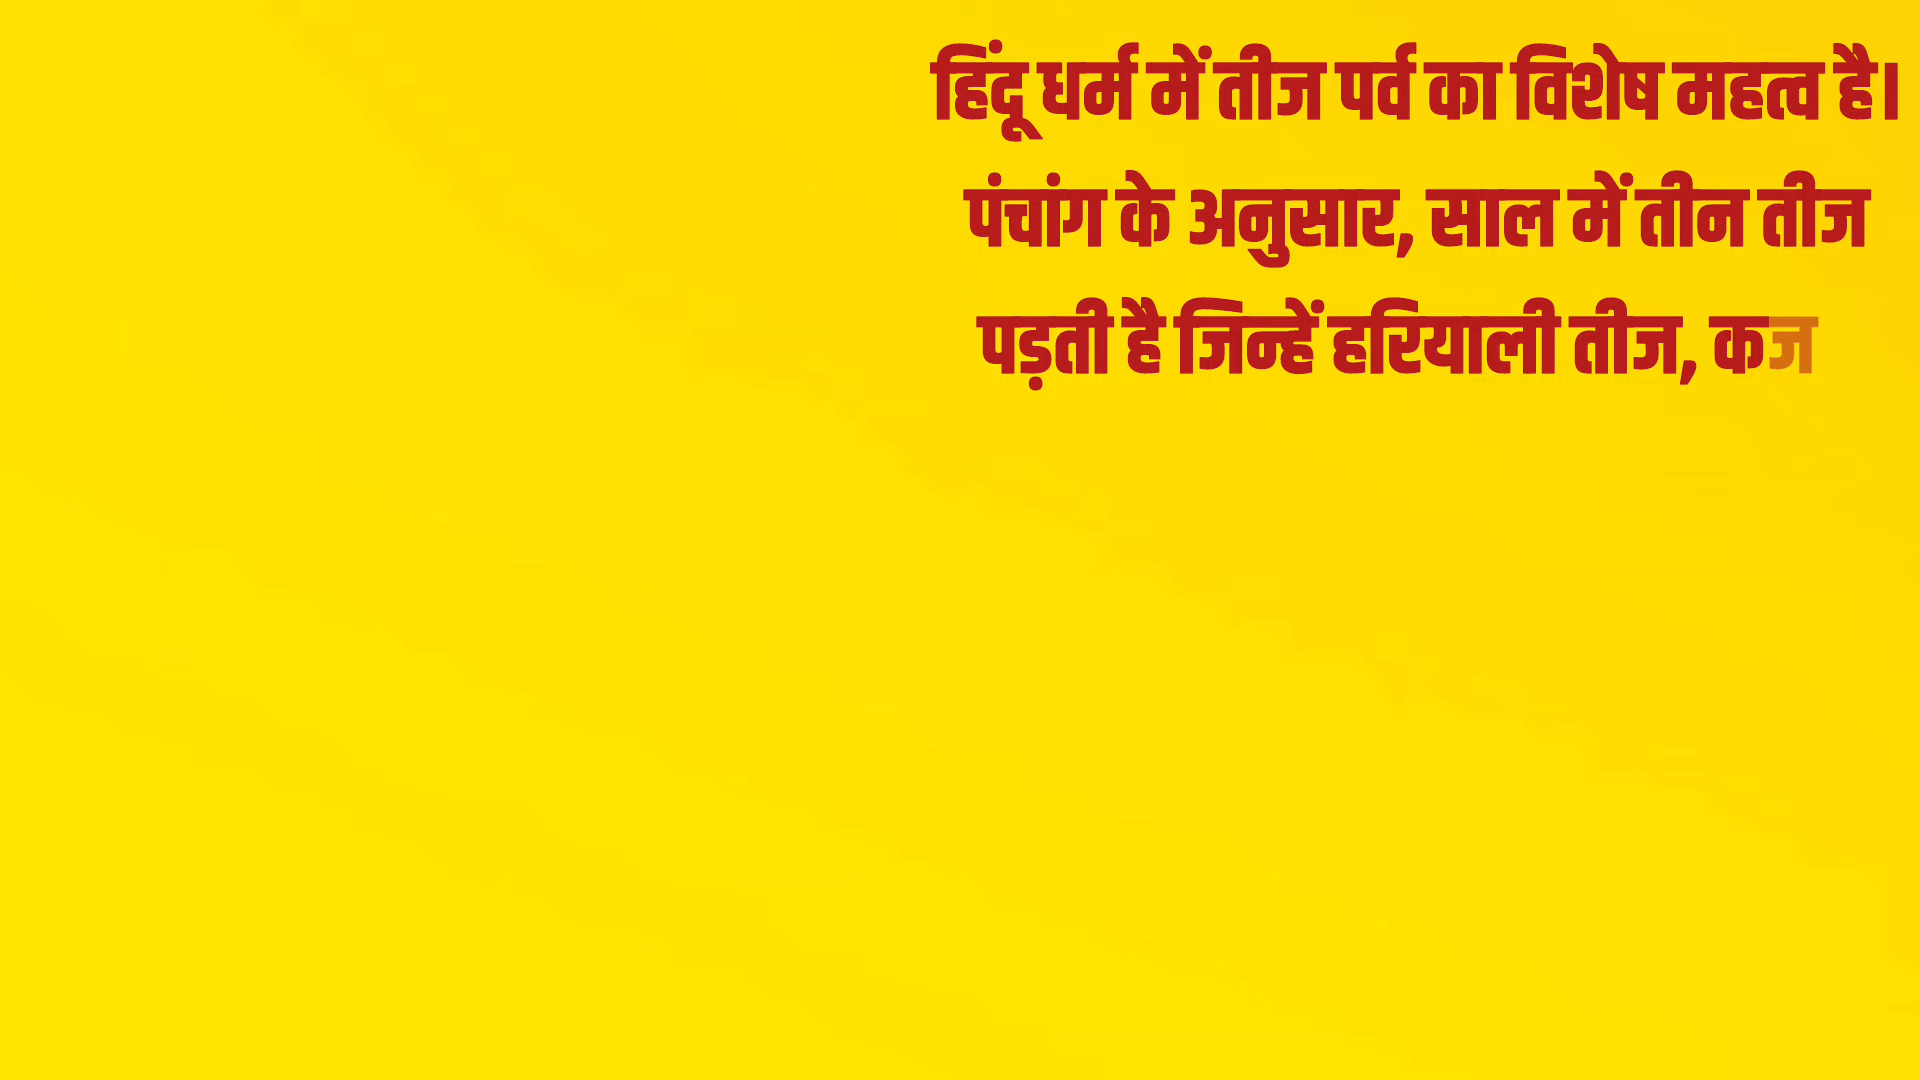 हिंदू धर्म में तीज पर्व का विशेष महत्व है।
पंचांग के अनुसार, साल में तीन तीज
पड़ती है जिन्हें हरियाली तीज, कज